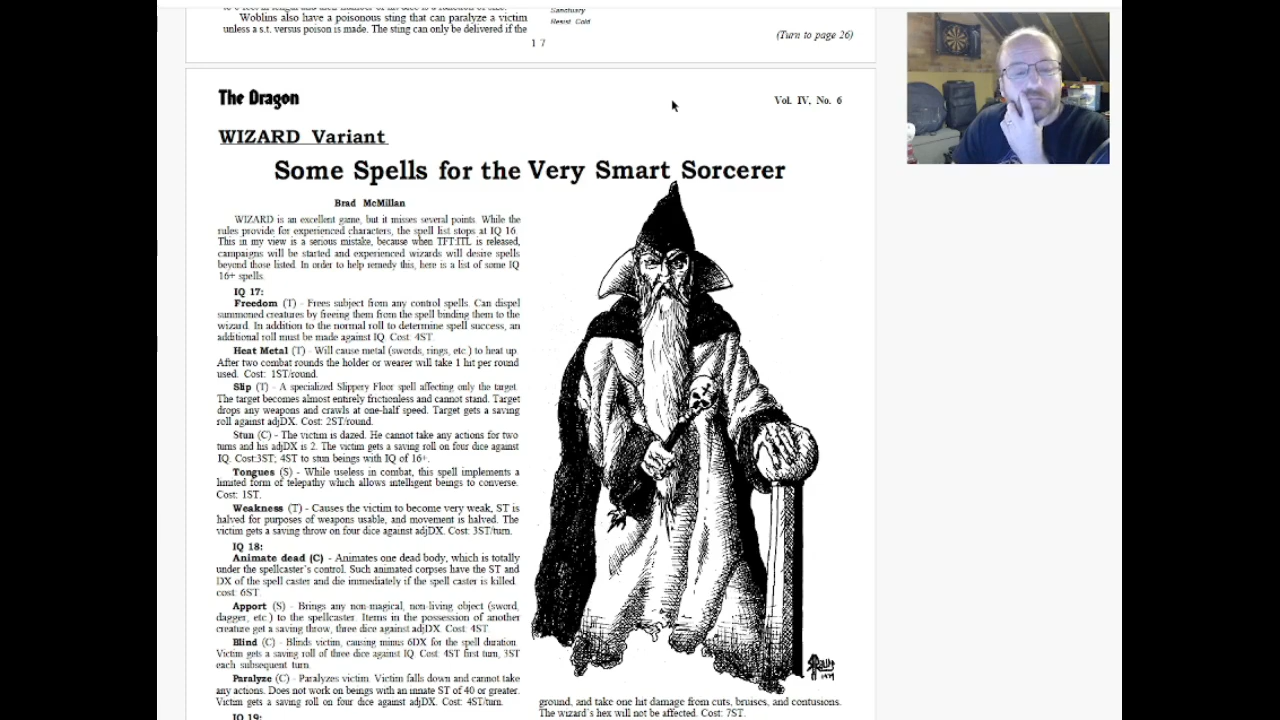 Woblins also have a poisonous sting that can paralyze a victim
unless a s.t. versus poison is made. The sting can only be delivered if the
Sanctuary
Resist Cold
17
(Turn to page 26)
The Dragon
Vol. IV, No. 6
WIZARD Variant
Some Spells for the Very Smart Sorcerer
Brad McMillan
WIZARD is an excellent game, but it misses several points. While the
rules provide for experienced characters, the spell list stops at IQ 16.
This in my view is a serious mistake, because when TFT:ITL is released,
campaigns will be started and experienced wizards will desire spells
beyond those listed. In order to help remedy this, here is a list of some IQ
16+ spells.
IQ 17:
Freedom (T) - Frees subject from any control spells. Can dispel
summoned creatures by freeing them from the spell binding them to the
wizard. In addition to the normal roll to determine spell success, an
additional roll must be made against IQ. Cost: 4ST.
Heat Metal (T) - Will cause metal (swords, rings, etc.) to heat up.
After two combat rounds the holder or wearer will take 1 hit per round
used. Cost: 1ST/round.
Slip (T) - A specialized Slippery Floor spell affecting only the target.
The target becomes almost entirely frictionless and cannot stand. Target
drops any weapons and crawls at one-half speed. Target gets a saving
roll against adjDX. Cost: 2ST/round.
Stun (C) - The victim is dazed. He cannot take any actions for two
turns and his adjDX is 2. The victim gets a saving roll on four dice against
IQ. Cost:3ST; 4ST to stun beings with IQ of 16+.
Tongues (S) - While useless in combat, this spell implements a
limited form of telepathy which allows intelligent beings to converse.
Cost: 1ST.
Weakness (T) - Causes the victim to become very weak, ST is
halved for purposes of weapons usable, and movement is halved. The
victim gets a saving throw on four dice against adjDX. Cost: 3ST/turn.
IQ 18:
Animate dead (C) - Animates one dead body, which is totally
under the spellcaster's control. Such animated corpses have the ST and
DX of the spell caster and die immediately if the spell caster is killed.
cost: 6ST.
Apport (S) - Brings any non-magical, non-living object (sword,
dagger, etc.) to the spellcaster. Items in the possession of another
creature get a saving throw, three dice against adjDX. Cost: 4ST.
Blind (C) - Blinds victim, causing minus 6DX for the spell duration.
Victim gets a saving roll of three dice against IQ. Cost: 4ST first turn, 3ST
each subsequent turn.
Paralyze (C) - Paralyzes victim. Victim falls down and cannot take
any actions. Does not work on beings with an innate ST of 40 or greater.
Victim gets a saving roll on four dice against adjDX. Cost: 4ST/turn.
IQ 19:
ground, and take one hit damage from cuts, bruises, and contusions.
The wizard's hex will not be affected. Cost: 7ST.